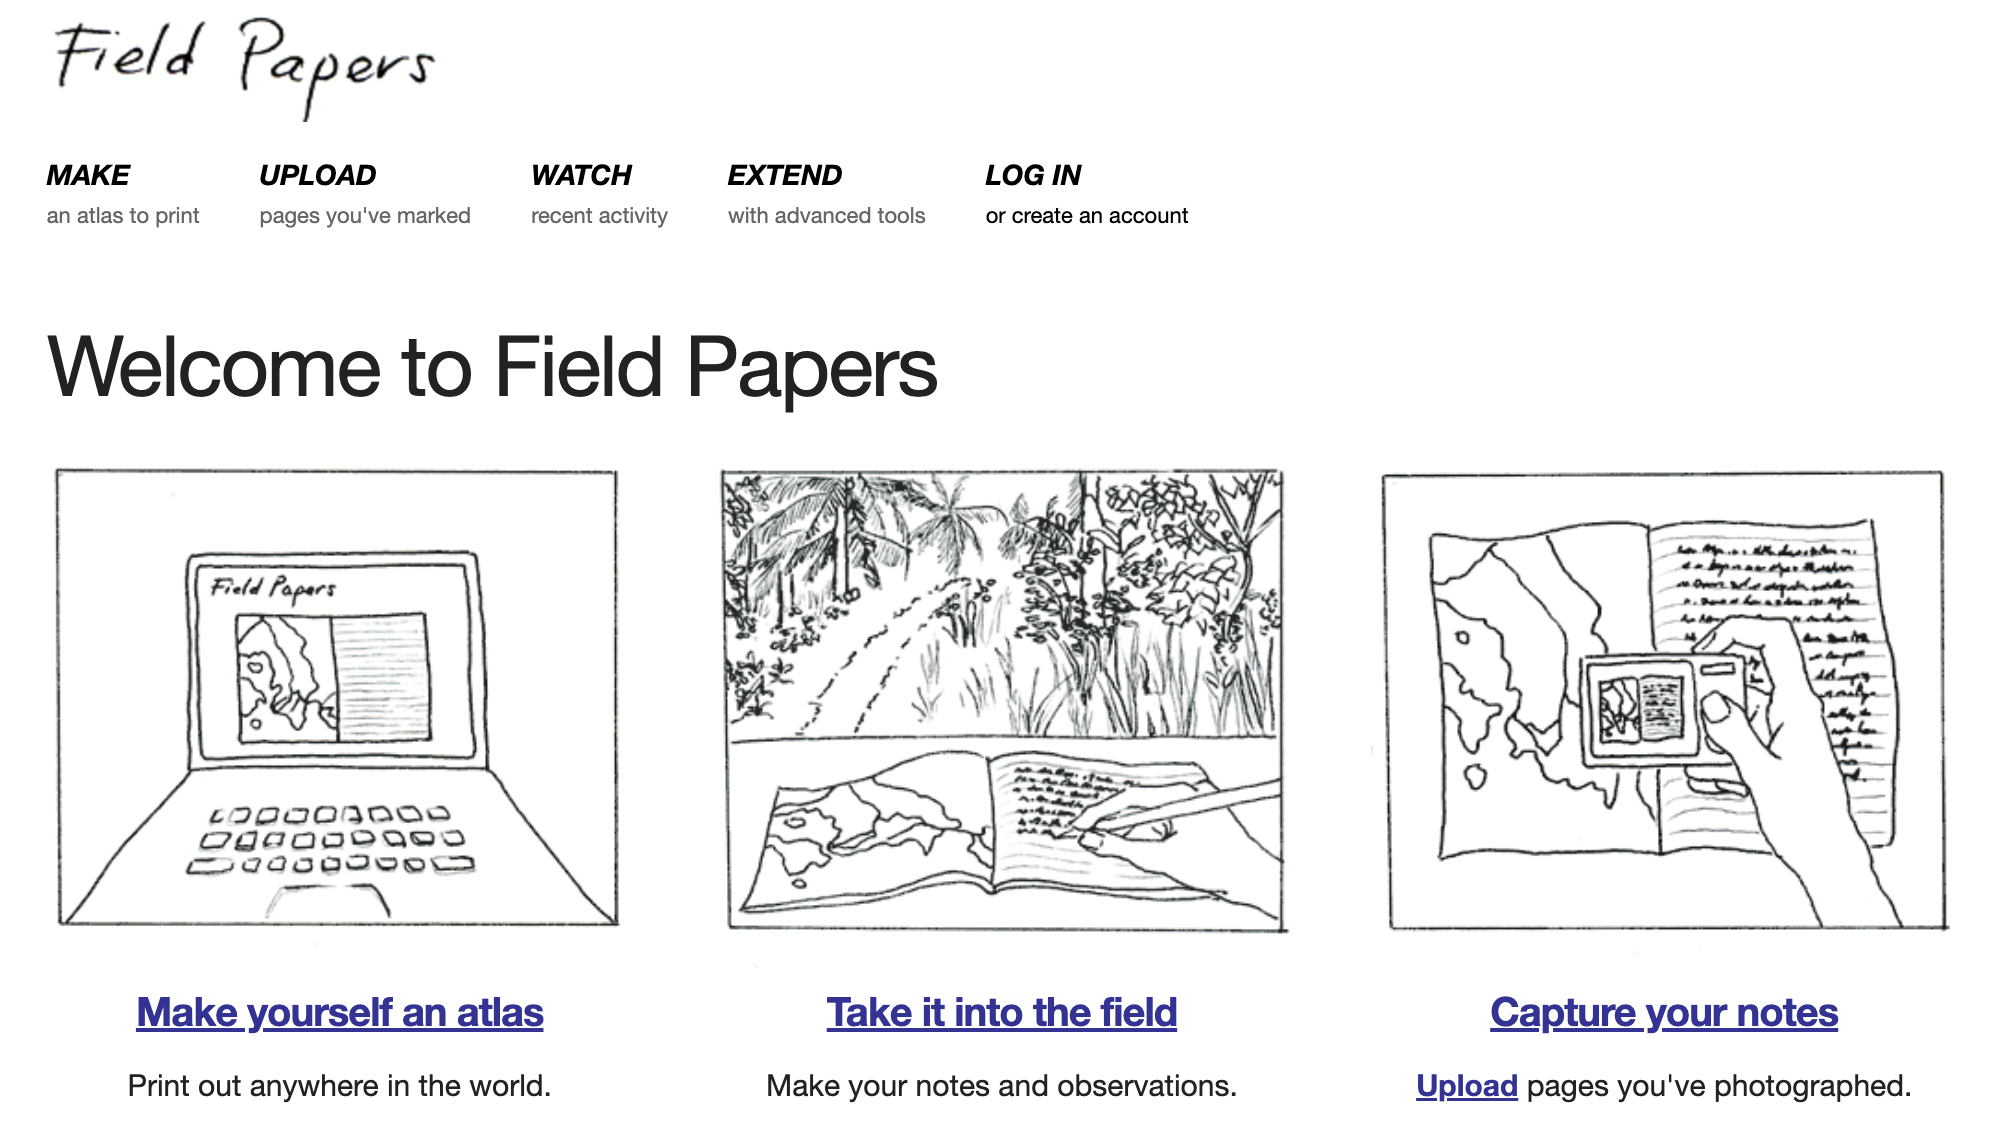 Field Papers
MAKE
an atlas to print
UPLOAD
pages you've marked
WATCH
recent activity
EXTEND
with advanced tools
LOG IN
or create an account
Welcome to Field Papers
Field Papers
Make yourself an atlas
Print out anywhere in the world.
Take it into the field
Make your notes and observations.
Capture your notes
Upload pages you've photographed.